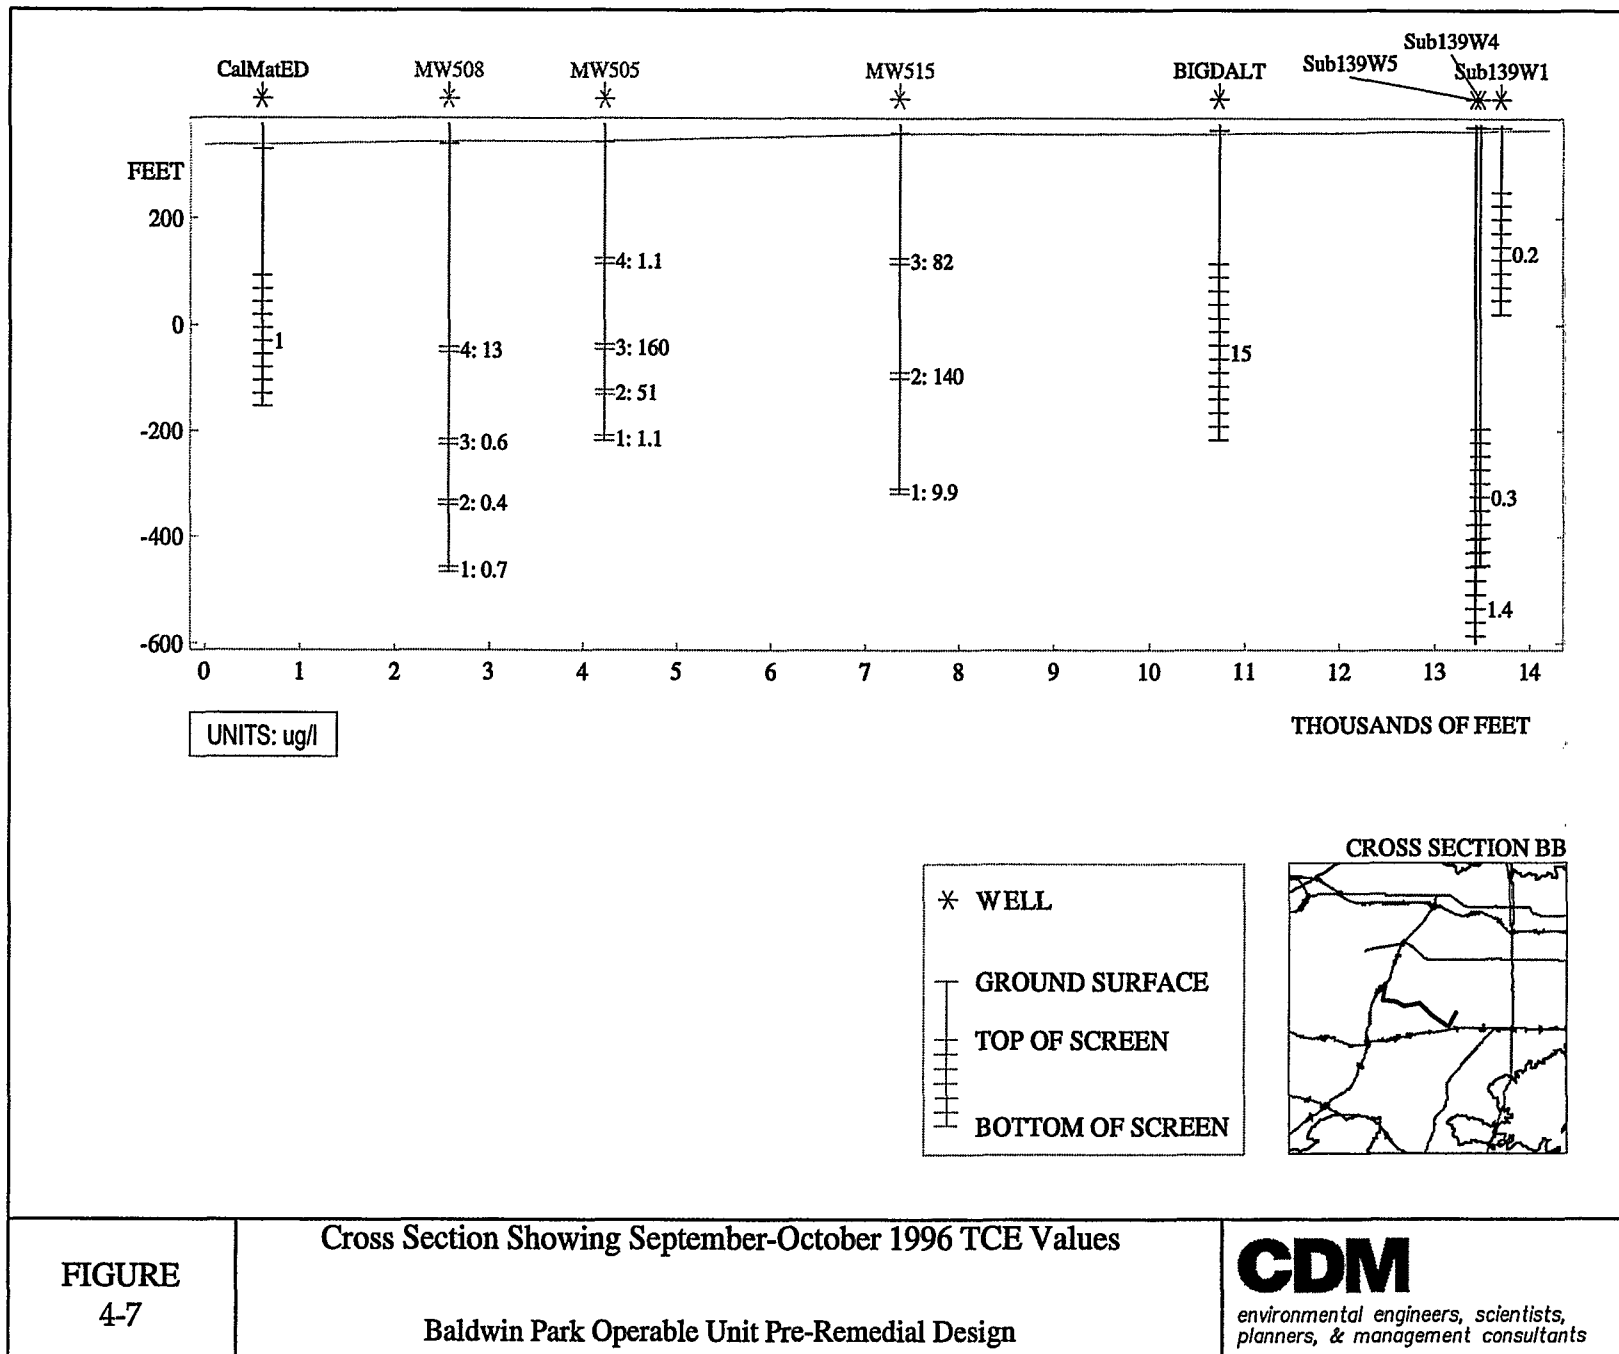 Sub139W4
CalMatED MW508 MW505 MW515 BIGDALT Sub139W5 Sub139W1
FEET
200
0
-200
-400
-600
1
4: 13
3: 0.6
2: 0.4
1: 0.7
4: 1.1
3: 160
2: 51
1: 1.1
3: 82
2: 140
1: 9.9
15
0.2
0.3
1.4
0 1 2 3 4 5 6 7 8 9 10 11 12 13 14
UNITS: ug/l
THOUSANDS OF FEET
CROSS SECTION BB
WELL
GROUND SURFACE
TOP OF SCREEN
BOTTOM OF SCREEN
FIGURE
4-7
Cross Section Showing September-October 1996 TCE Values
Baldwin Park Operable Unit Pre-Remedial Design
CDM
environmental engineers, scientists,
planners, & management consultants